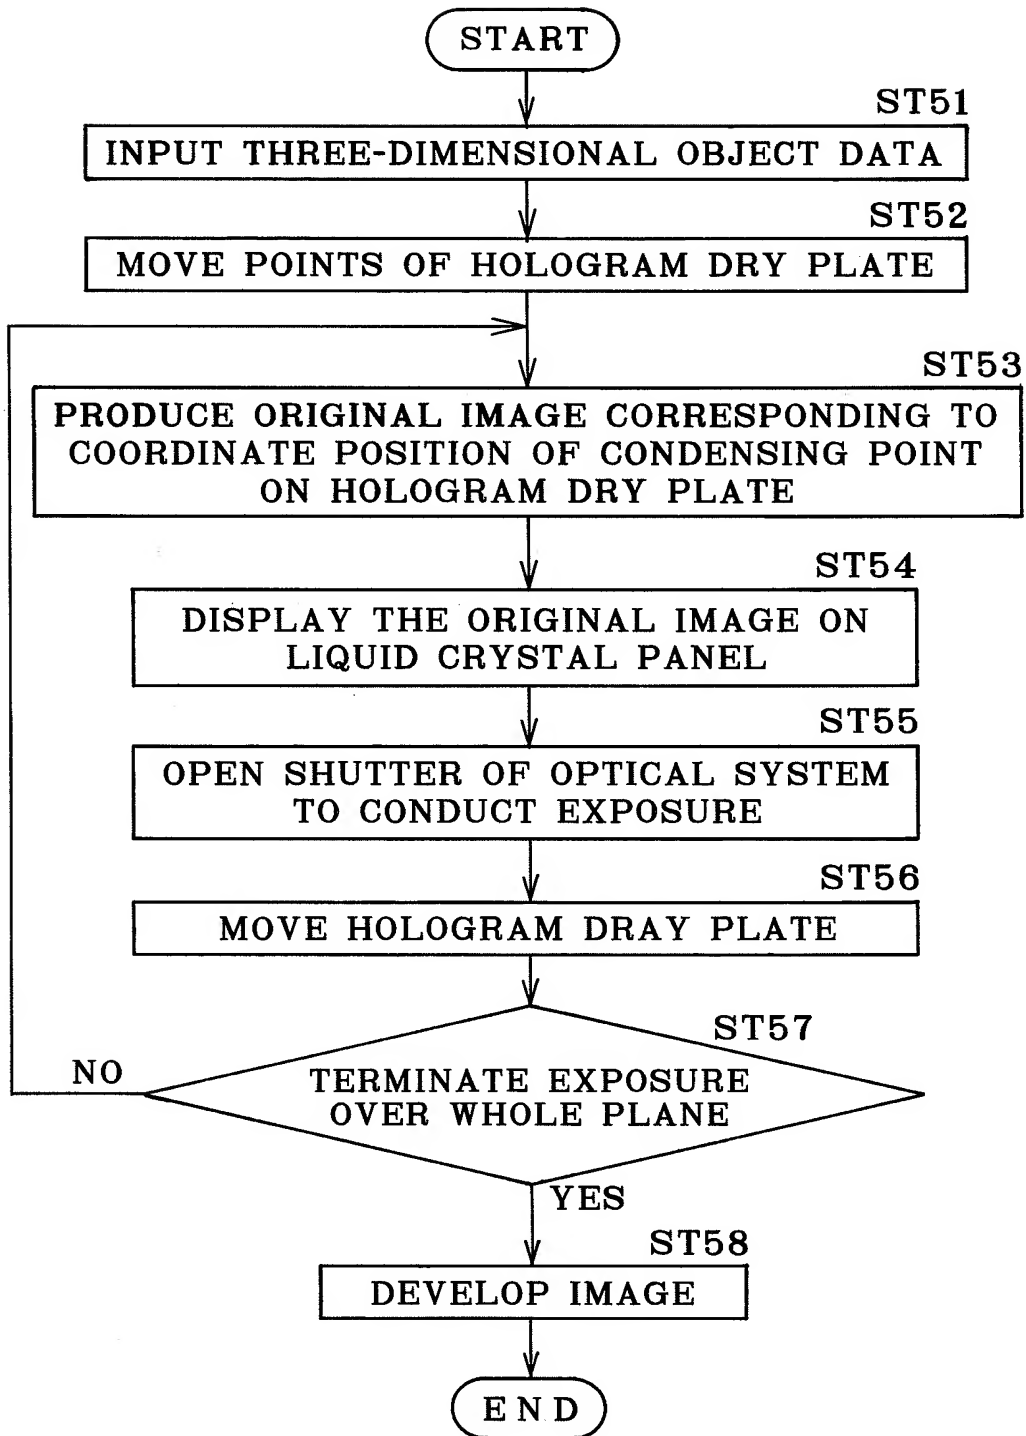 START
ST51
INPUT THREE-DIMENSIONAL OBJECT DATA
ST52
MOVE POINTS OF HOLOGRAM DRY PLATE
ST53
PRODUCE ORIGINAL IMAGE CORRESPONDING TO
COORDINATE POSITION OF CONDENSING POINT
ON HOLOGRAM DRY PLATE
ST54
DISPLAY THE ORIGINAL IMAGE ON
LIQUID CRYSTAL PANEL
ST55
OPEN SHUTTER OF OPTICAL SYSTEM
TO CONDUCT EXPOSURE
ST56
MOVE HOLOGRAM DRAY PLATE
ST57
NO
TERMINATE EXPOSURE
OVER WHOLE PLANE
YES
ST58
DEVELOP IMAGE
END